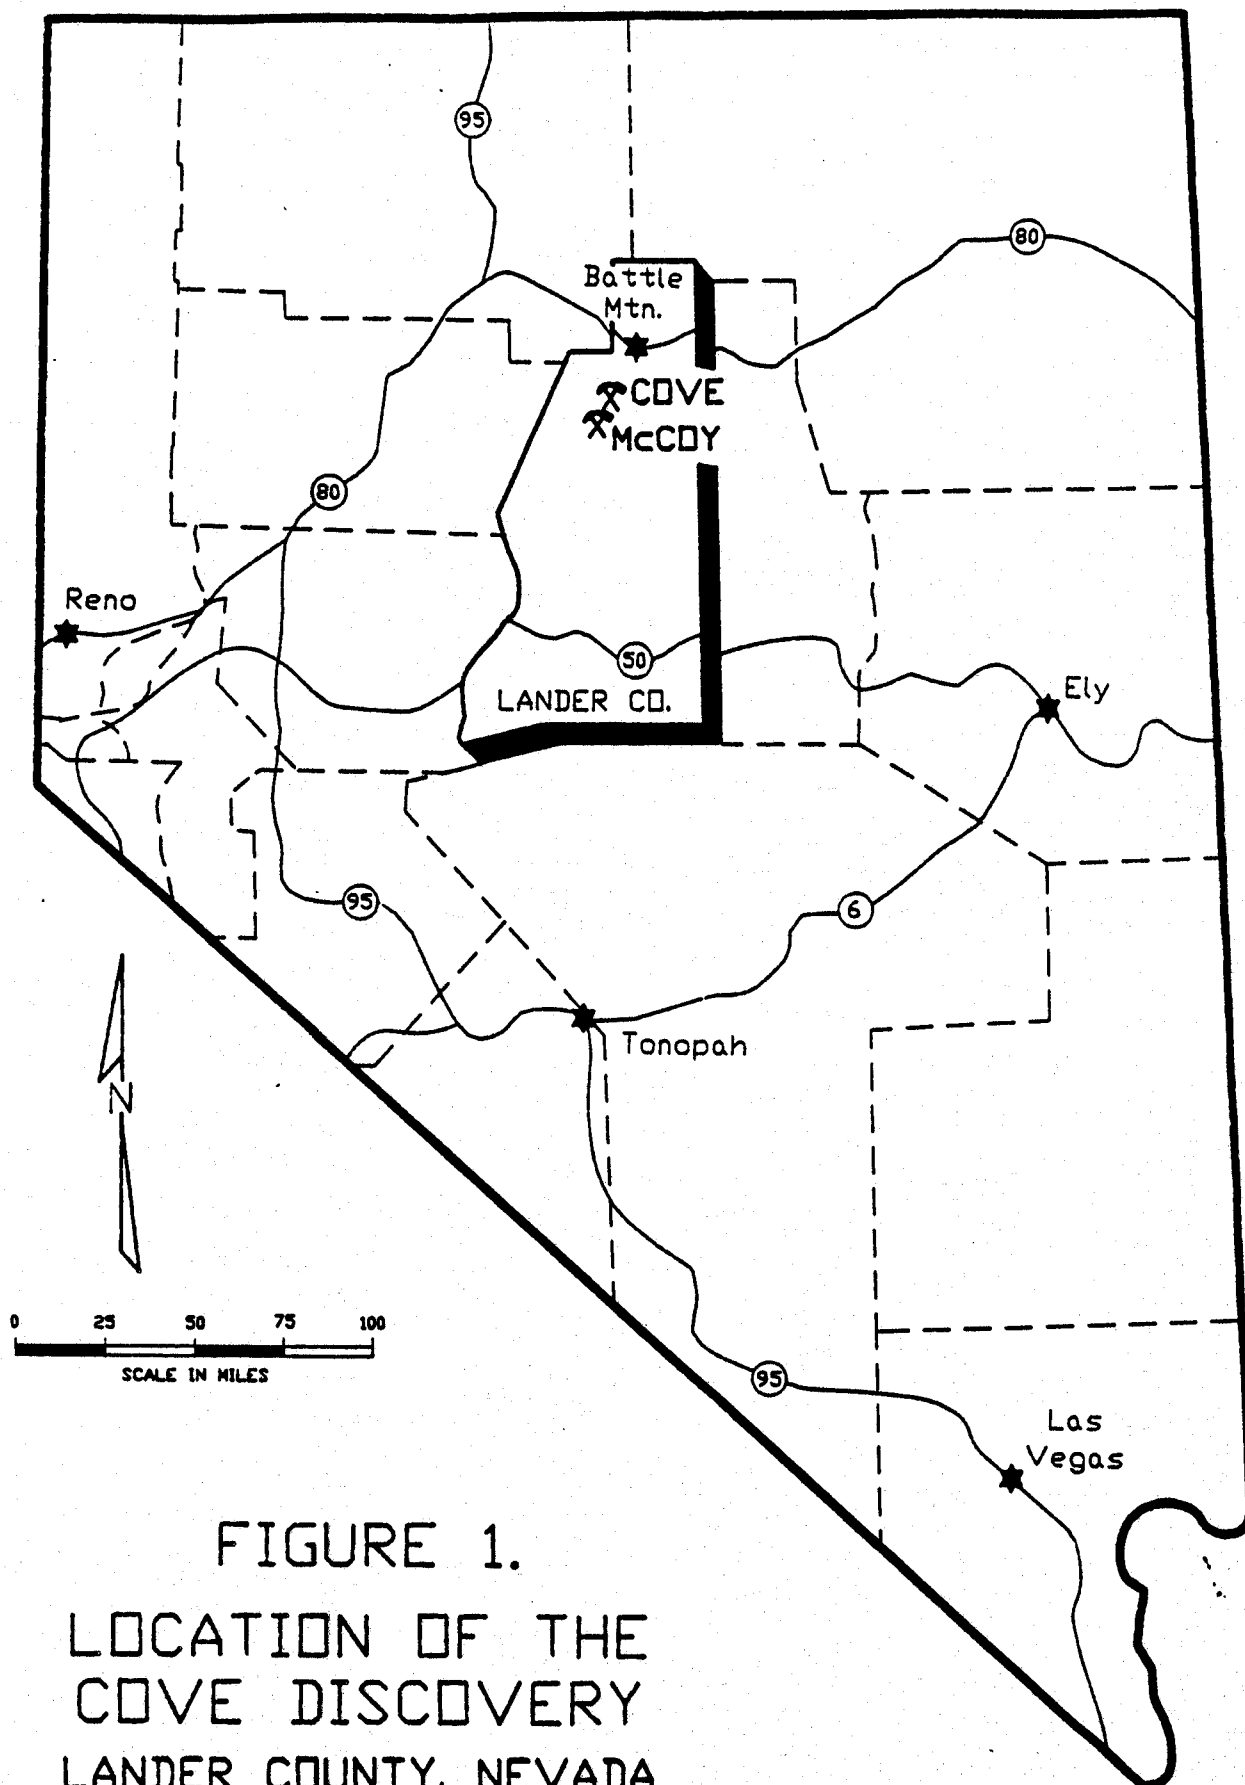 95
80
Battle
Mtn.
COVE
McCOY
80
Reno
50
LANDER CO.
Ely
95
6
Tonopah
N
0 25 50 75 100
SCALE IN MILES
95
Las
Vegas
FIGURE 1.
LOCATION OF THE
COVE DISCOVERY
LANDER COUNTY, NEVADA